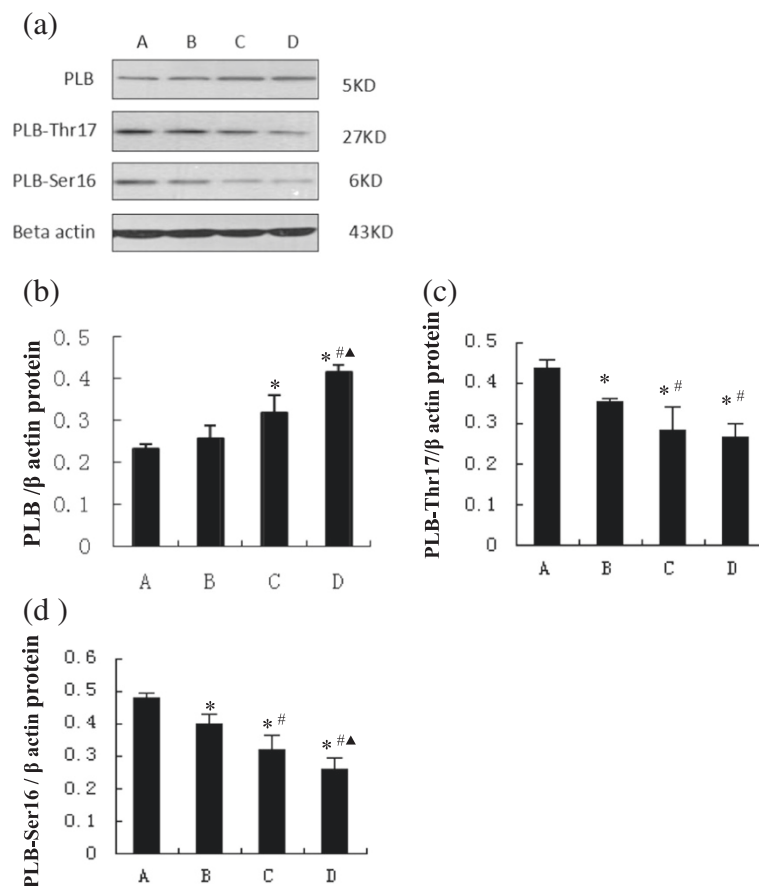 (a)
A B C D
PLB 5KD
PLB-Thr17 27KD
PLB-Ser16 6KD
Beta actin 43KD
(b)
PLB /β actin protein
0.5
0.4
0.3
0.2
0.1
0
* * #▲
A B C D
(c)
PLB-Thr17/β actin protein
0.5
0.4
0.3
0.2
0.1
0
* * # * #
A B C D
(d )
PLB-Ser16 / β actin protein
0.6
0.5
0.4
0.3
0.2
0.1
0
* * # * #▲
A B C D